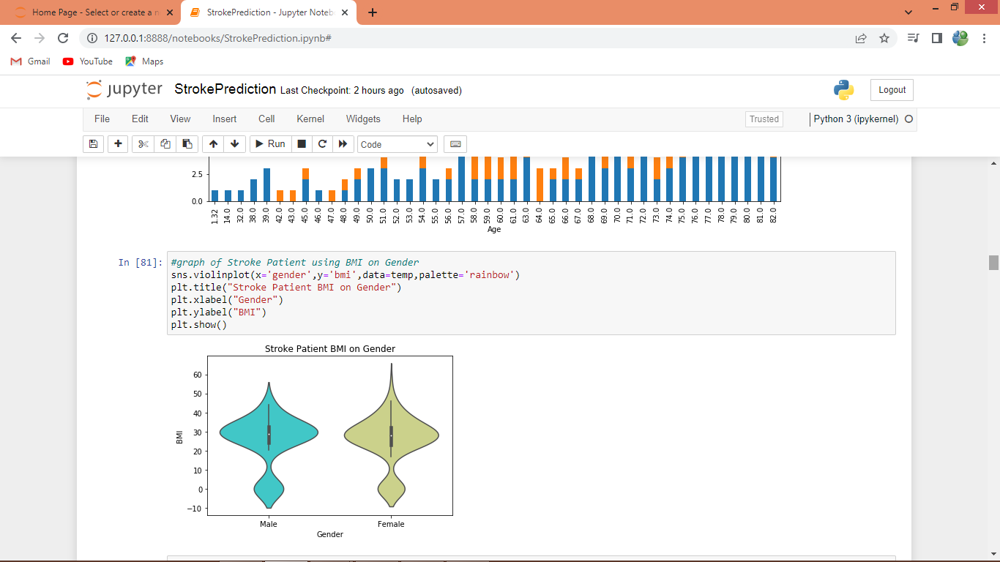 Home Page - Select or create a n
StrokePrediction - Jupyter Noteb
127.0.0.1:8888/notebooks/StrokePrediction.ipynb#
Gmail YouTube Maps
jupyter StrokePrediction Last Checkpoint: 2 hours ago (autosaved) Logout
File Edit View Insert Cell Kernel Widgets Help Trusted Python 3 (ipykernel)
Run Code
2.5
0.0
1.32 14.0 32.0 38.0 39.0 42.0 43.0 45.0 46.0 47.0 48.0 49.0 50.0 51.0 52.0 53.0 54.0 55.0 56.0 57.0 58.0 59.0 60.0 61.0 63.0 64.0 65.0 66.0 67.0 68.0 69.0 70.0 71.0 72.0 73.0 74.0 75.0 76.0 77.0 78.0 79.0 80.0 81.0 82.0
Age
In [81]:
#graph of Stroke Patient using BMI on Gender
sns.violinplot(x='gender',y='bmi',data=temp,palette='rainbow')
plt.title("Stroke Patient BMI on Gender")
plt.xlabel("Gender")
plt.ylabel("BMI")
plt.show()
Stroke Patient BMI on Gender
BMI
60
50
40
30
20
10
0
−10
Male Female
Gender